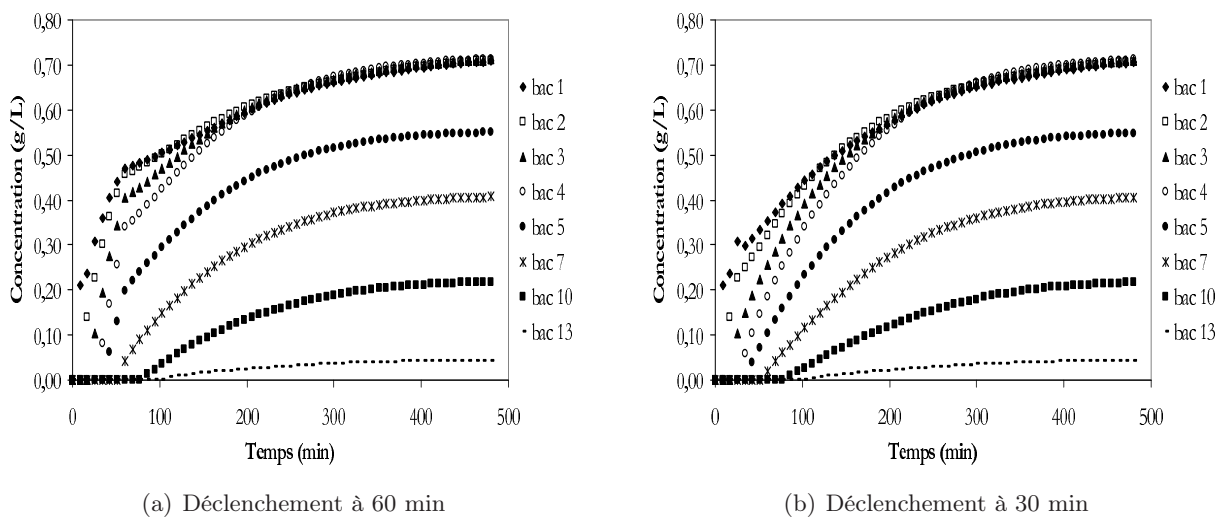 Concentration (g/L)
0,80
0,70
0,60
0,50
0,40
0,30
0,20
0,10
0,00
0 100 200 300 400 500
Temps (min)
bac 1
bac 2
bac 3
bac 4
bac 5
bac 7
bac 10
bac 13
(a) Déclenchement à 60 min
Concentration (g/L)
0,80
0,70
0,60
0,50
0,40
0,30
0,20
0,10
0,00
0 100 200 300 400 500
Temps (min)
bac 1
bac 2
bac 3
bac 4
bac 5
bac 7
bac 10
bac 13
(b) Déclenchement à 30 min